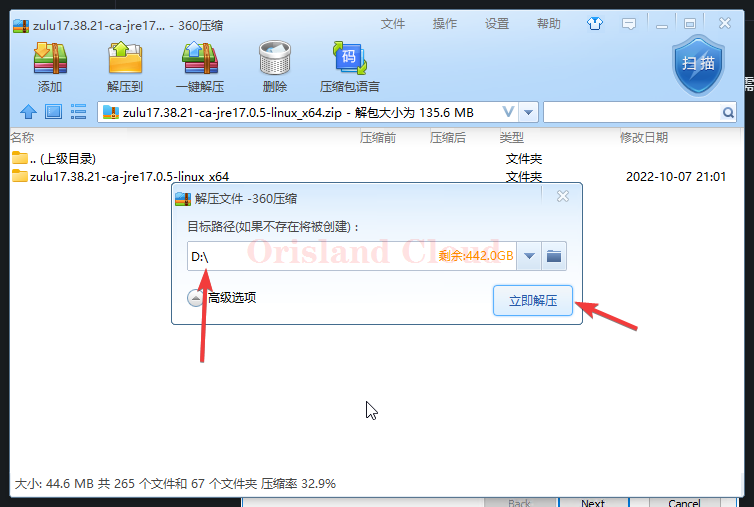 zulu17.38.21-ca-jre17.0.5-linux_x64... - 360解压 文件 操作 设置 帮助
添加 解压到 一键解压 删除 压缩包语言 扫描
码
zulu17.38.21-ca-jre17.0.5-linux_x64.zip - 解包大小为 135.6 MB
名称 压缩前 压缩后 类型 修改日期
.. (上级目录) 文件夹
zulu17.38.21-ca-jre17.0.5-linux_x64 文件夹 2022-10-07 21:01
解压文件 -360压缩
目标路径(如果不存在将被创建)：
Orisland Cloud
D:\ 剩余:442.0GB
高级选项 立即解压
大小: 44.6 MB 共 265 个文件和 67 个文件夹 压缩率 32.9%
Back Next Cancel
需